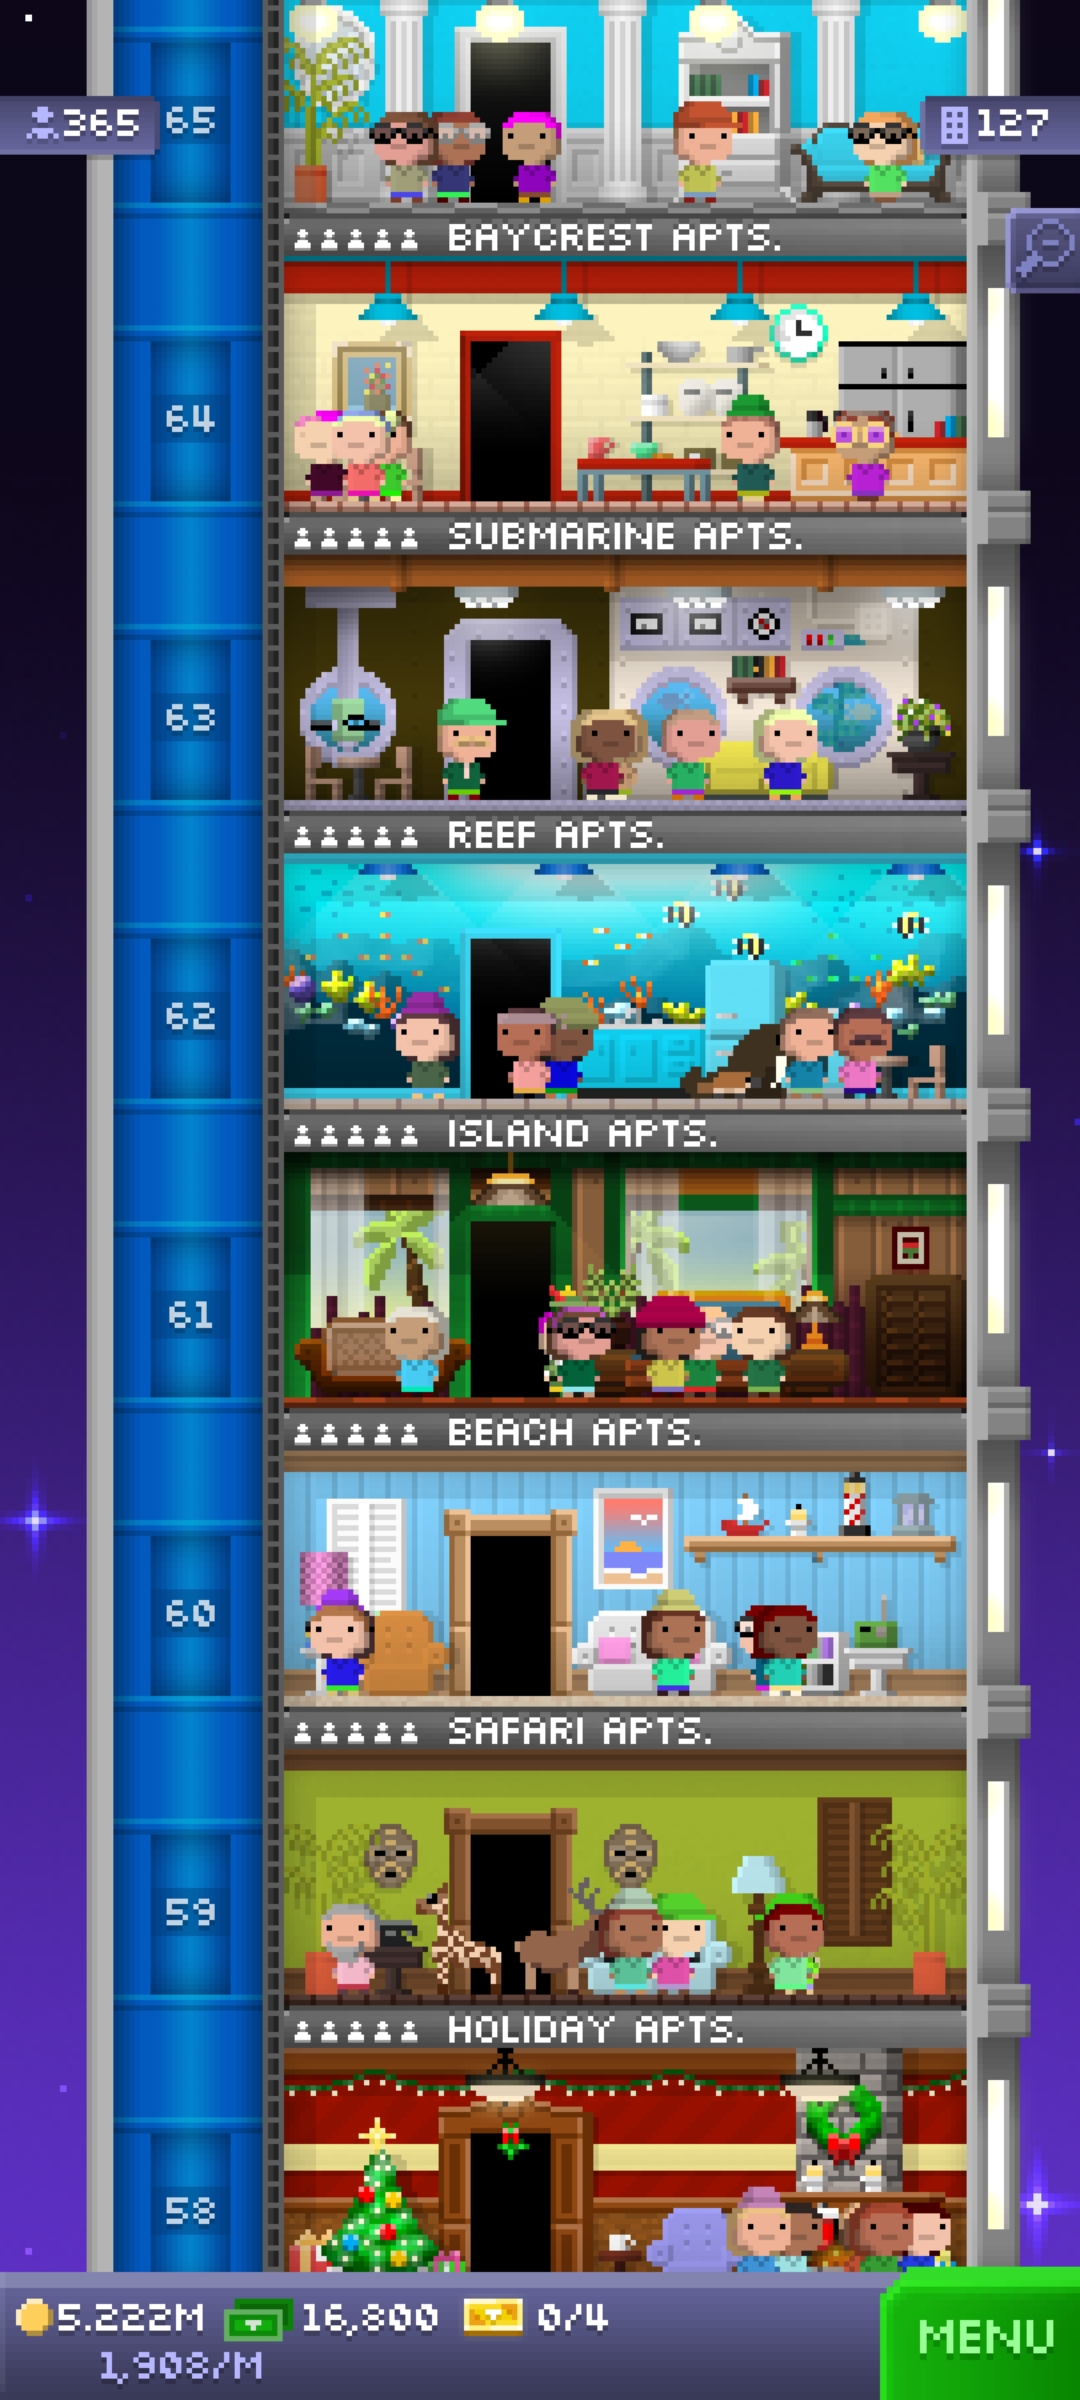 365
65
127
BAYCREST APTS.
64
SUBMARINE APTS.
63
REEF APTS.
62
ISLAND APTS.
61
BEACH APTS.
60
SAFARI APTS.
59
HOLIDAY APTS.
58
5.222M 16,800 0/4
1,908/M
MENU